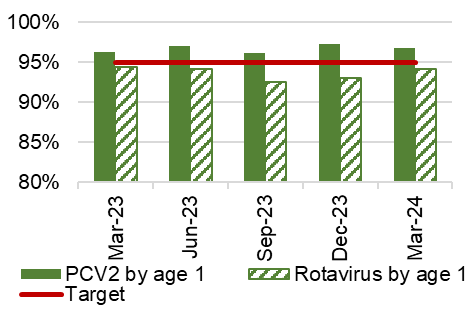 100%
95%
90%
85%
80%
Mar-23
Jun-23
Sep-23
Dec-23
Mar-24
PCV2 by age 1
Rotavirus by age 1
Target